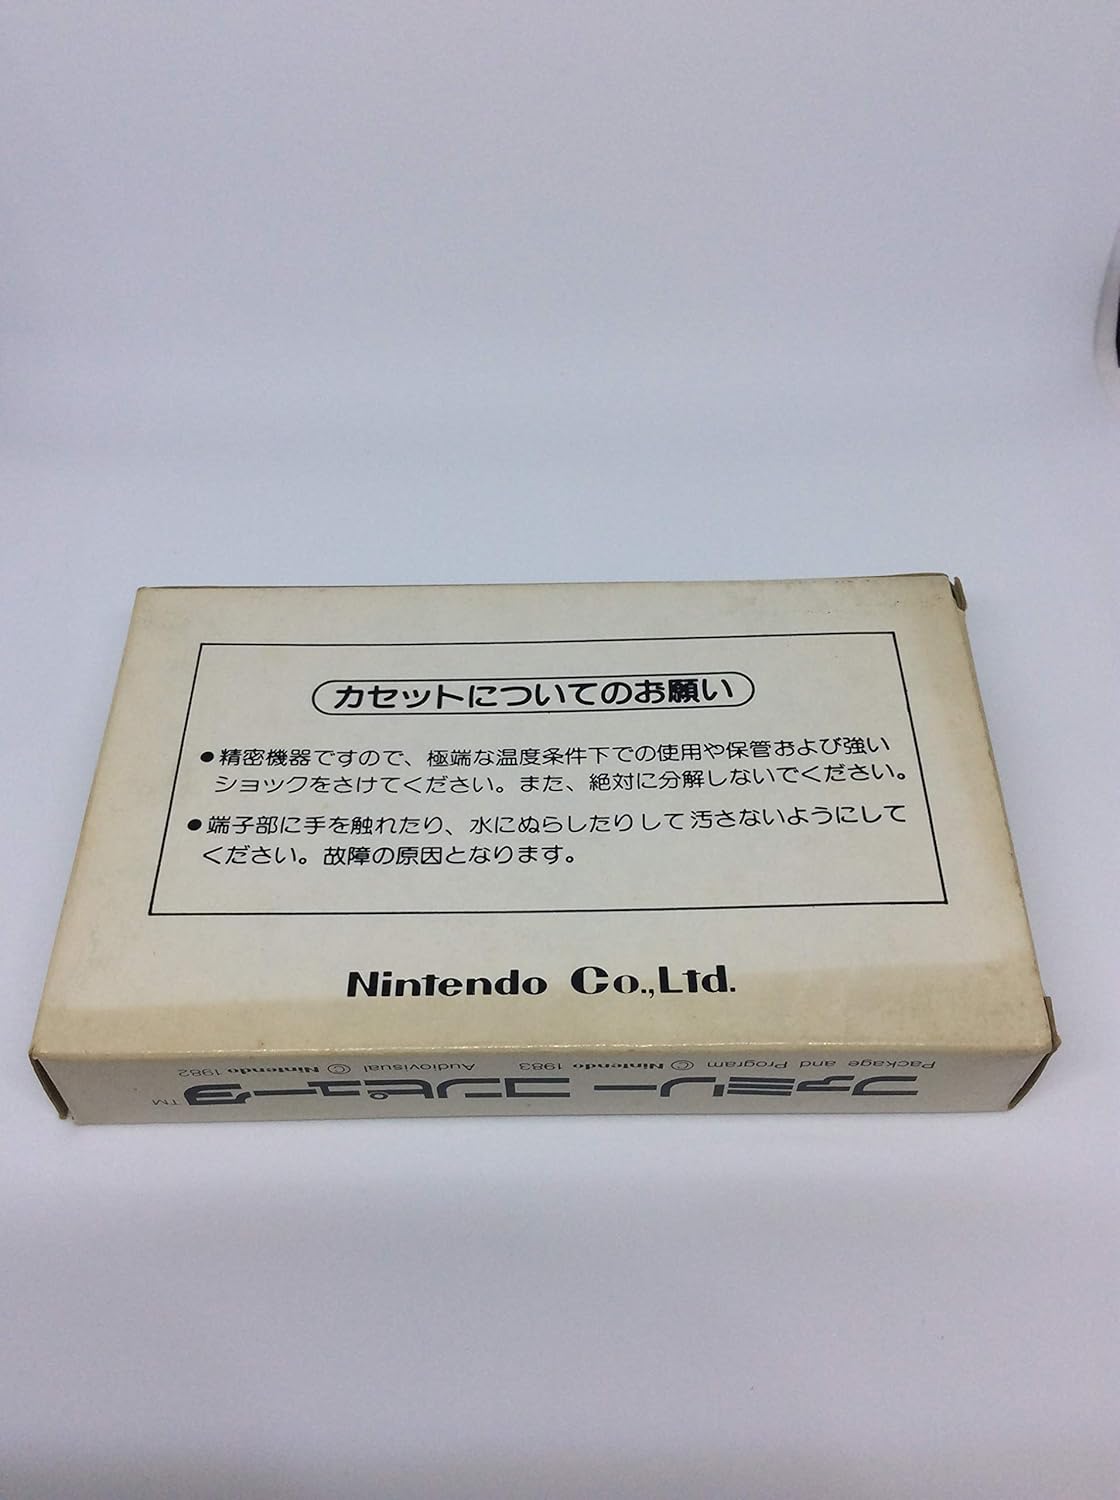 カセットについてのお願い
●精密機器ですので、極端な温度条件下での使用や保管および強い
ショックをさけてください。また、絶対に分解しないでください。
●端子部に手を触れたり、水にぬらしたりして汚さないようにして
ください。故障の原因となります。
Nintendo Co.,Ltd.
ファミリー コンピュータ™
Package and Program © Nintendo 1983 Audiovisual © Nintendo 1982